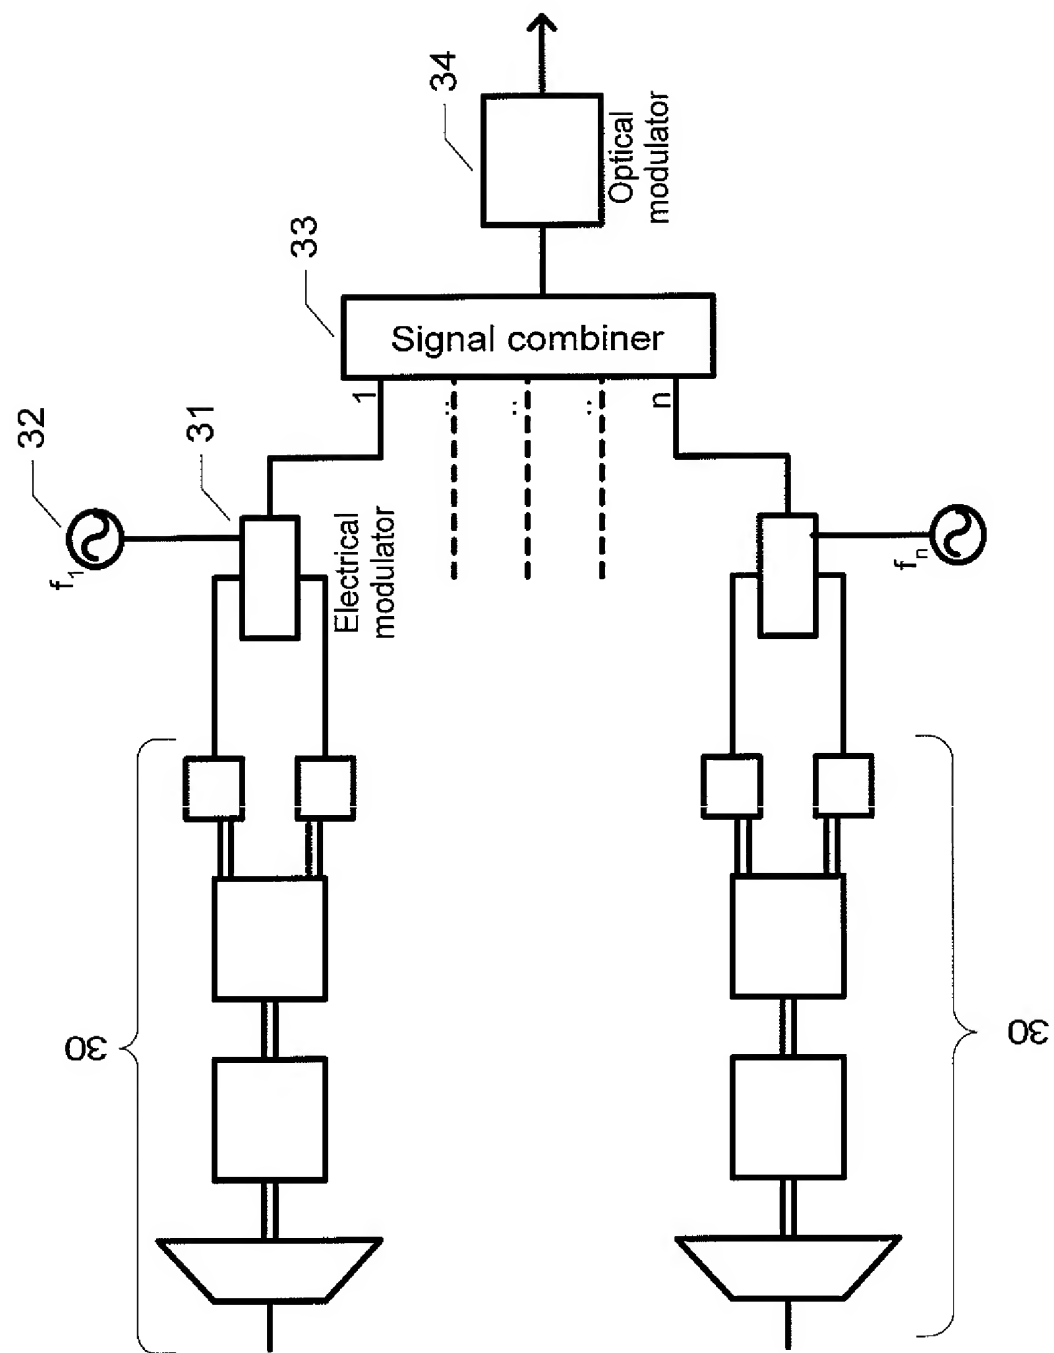 34
Optical
modulator
33
Signal combiner
1
n
32
f1
31
Electrical
modulator
fn
30
30